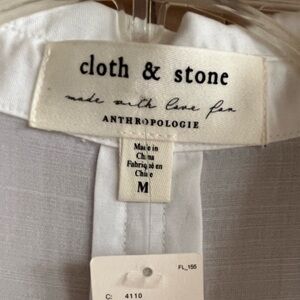 cloth & stone
made with love for
ANTHROPOLOGIE
Made in
China
Fabriqué en
Chine
M
FL_155
C: 4110